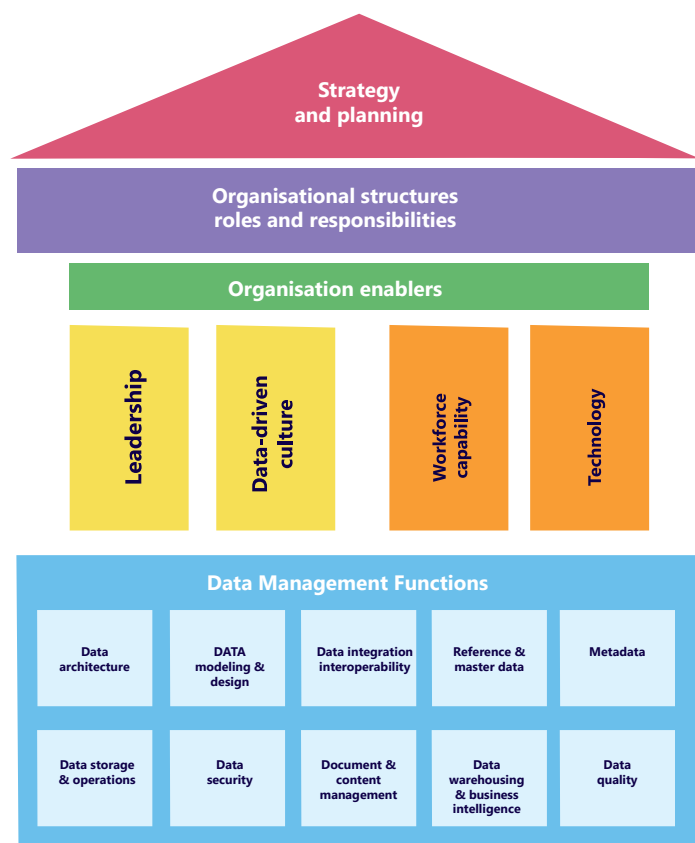 Strategy
and planning
Organisational structures
roles and responsibilities
Organisation enablers
Leadership
Data-driven
culture
Workforce
capability
Technology
Data Management Functions
Data
architecture
DATA
modeling &
design
Data integration
interoperability
Reference &
master data
Metadata
Data storage
& operations
Data
security
Document &
content
management
Data
warehousing
& business
intelligence
Data
quality